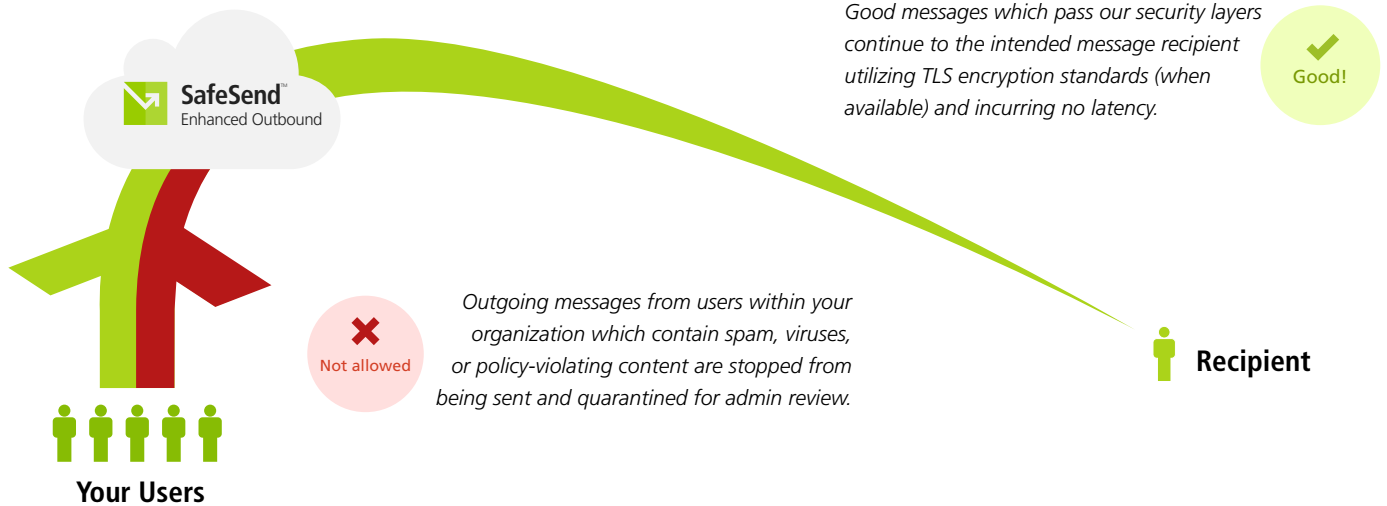 Good messages which pass our security layers
continue to the intended message recipient
utilizing TLS encryption standards (when
available) and incurring no latency.
Good!
SafeSend™
Enhanced Outbound
Outgoing messages from users within your
organization which contain spam, viruses,
or policy-violating content are stopped from
being sent and quarantined for admin review.
Not allowed
Recipient
Your Users